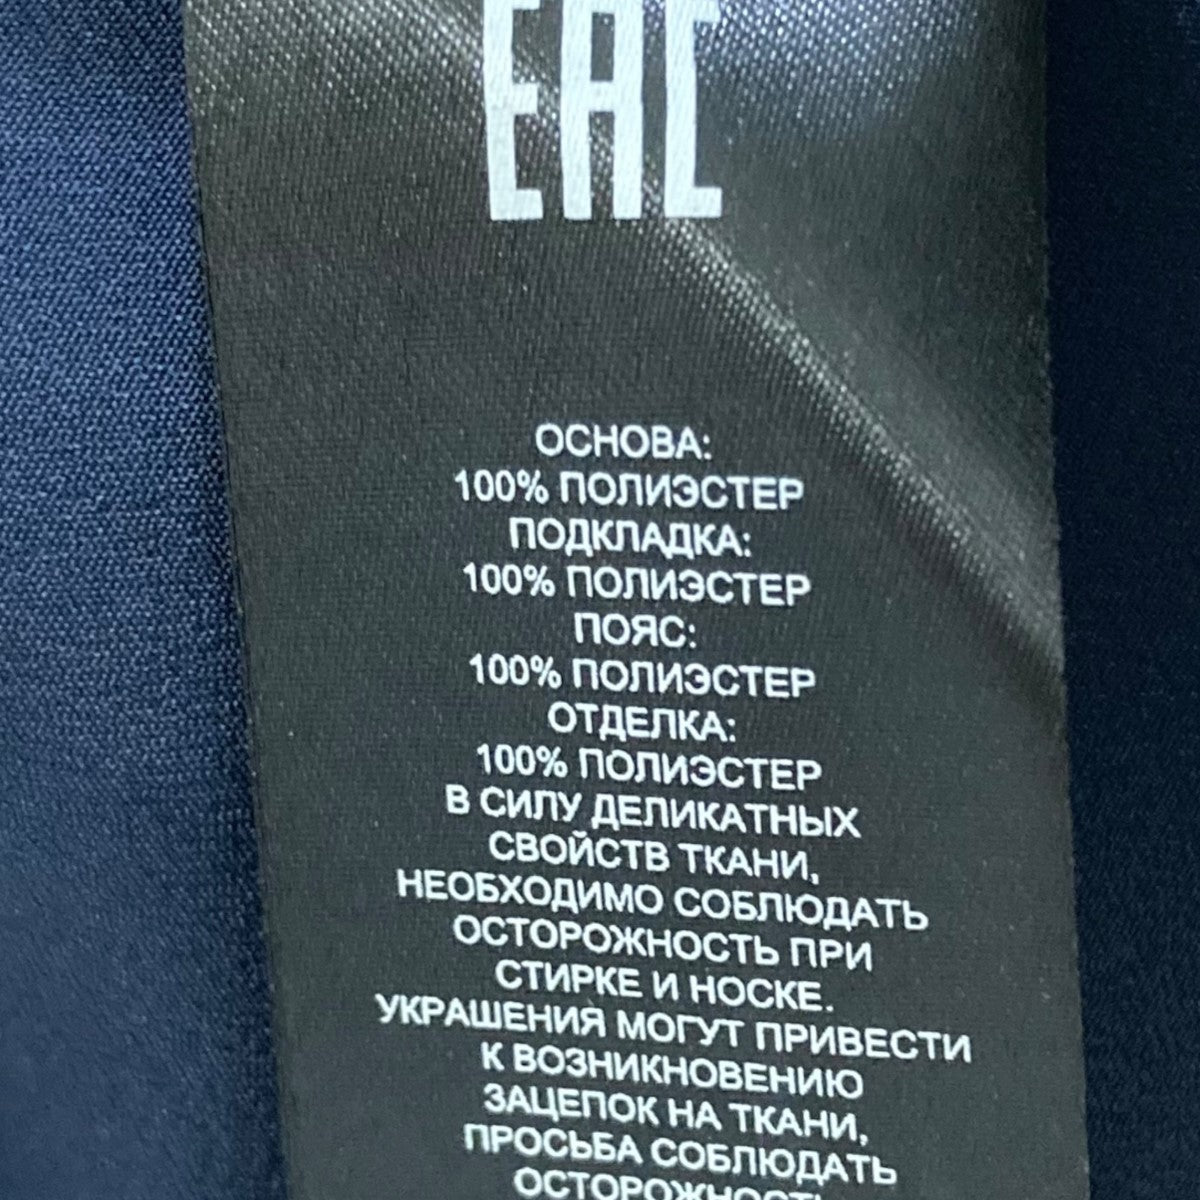 EAC
ОСНОВА:
100% ПОЛИЭСТЕР
ПОДКЛАДКА:
100% ПОЛИЭСТЕР
ПОЯС:
100% ПОЛИЭСТЕР
ОТДЕЛКА:
100% ПОЛИЭСТЕР
В СИЛУ ДЕЛИКАТНЫХ
СВОЙСТВ ТКАНИ,
НЕОБХОДИМО СОБЛЮДАТЬ
ОСТОРОЖНОСТЬ ПРИ
СТИРКЕ И НОСКЕ.
УКРАШЕНИЯ МОГУТ ПРИВЕСТИ
К ВОЗНИКНОВЕНИЮ
ЗАЦЕПОК НА ТКАНИ,
ПРОСЬБА СОБЛЮДАТЬ
ОСТОРОЖНОСТЬ